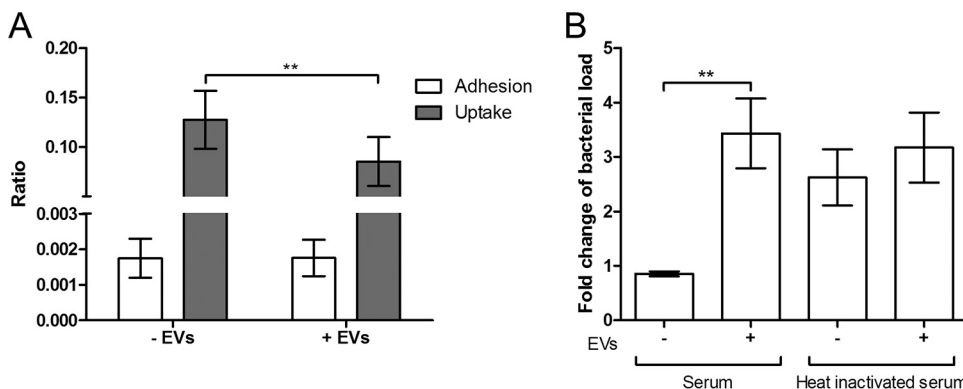 A
0.20
0.15
0.10
0.003
0.002
0.001
0.000
Ratio
**
Adhesion
Uptake
- EVs
+ EVs
B
5
4
3
2
1
0
Fold change of bacterial load
**
EVs - + - +
Serum Heat inactivated serum